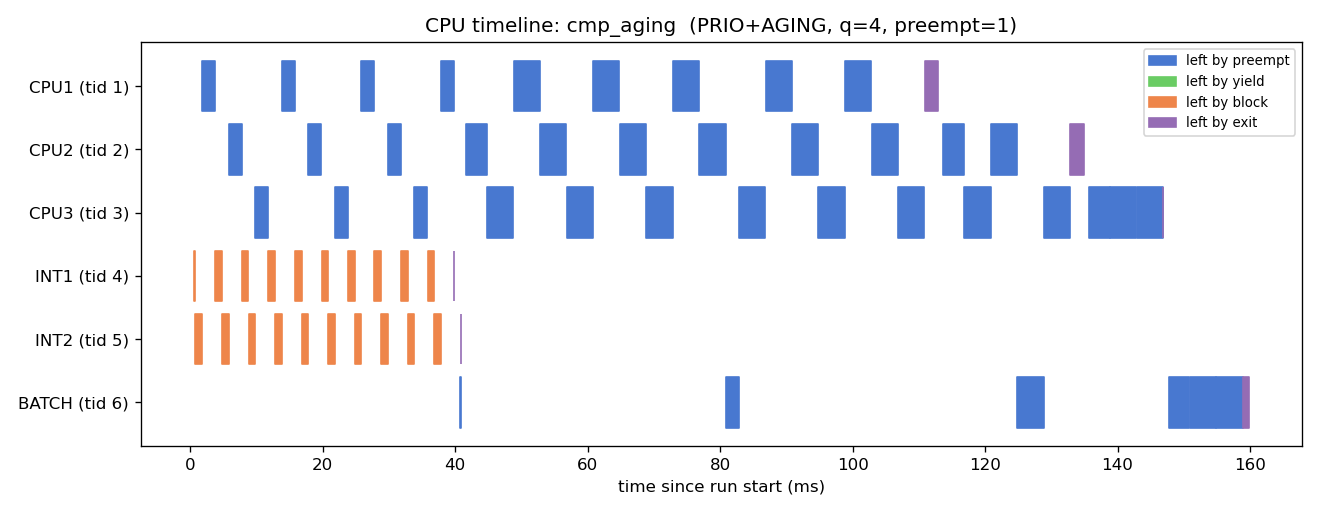 CPU timeline: cmp_aging  (PRIO+AGING, q=4, preempt=1)
left by preempt
left by yield
left by block
left by exit
CPU1 (tid 1)
CPU2 (tid 2)
CPU3 (tid 3)
INT1 (tid 4)
INT2 (tid 5)
BATCH (tid 6)
0 20 40 60 80 100 120 140 160
time since run start (ms)